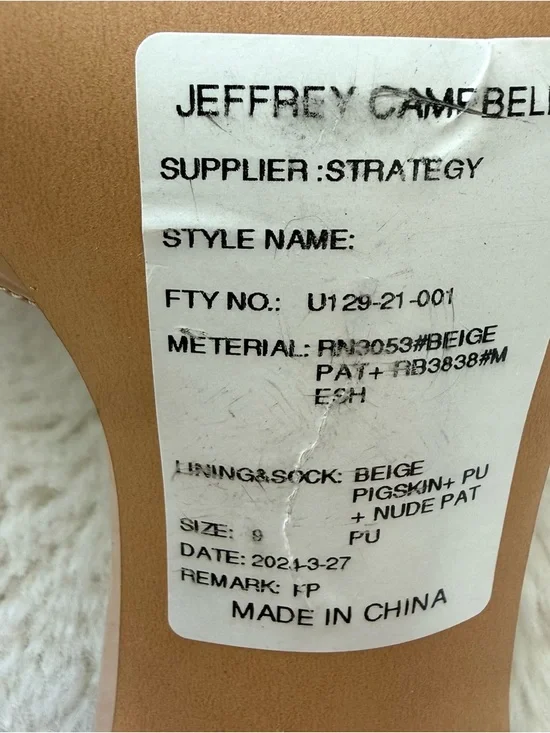 JEFFREY CAMPBELL
SUPPLIER :STRATEGY
STYLE NAME:
FTY NO.: U129-21-001
METERIAL: RN3053#BEIGE
PAT+ RB3838#M
ESH
LINING&SOCK: BEIGE
PIGSKIN+ PU
+ NUDE PAT
PU
SIZE: 9
DATE: 2024-3-27
REMARK: FP
MADE IN CHINA